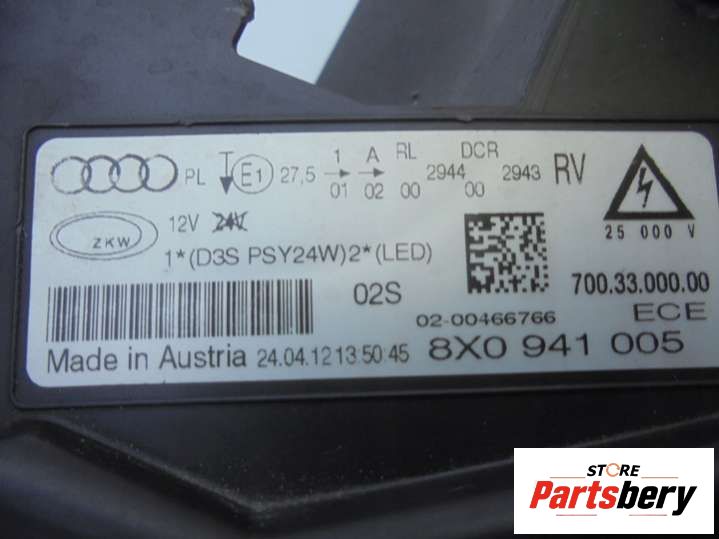 PL T E1 27,5 1 01 A 02 RL 00 2944 DCR 00 2943 RV
ZKW 12V 24V
25 000 V
1*(D3S PSY24W)2*(LED)
700.33.000.00
02S
02-00466766 ECE
Made in Austria 24.04.12 13:50:45 8X0 941 005
STORE
Partsbery